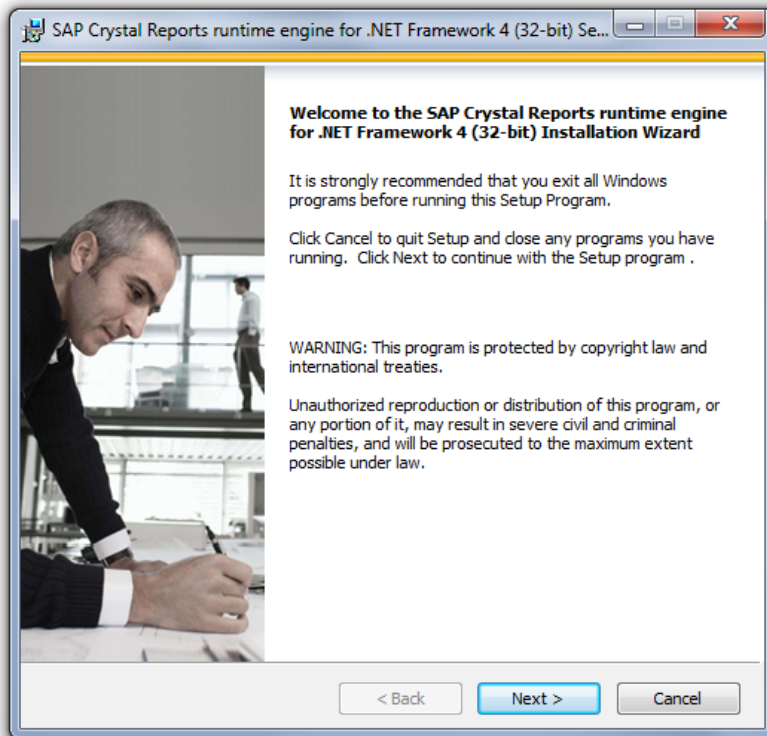 SAP Crystal Reports runtime engine for .NET Framework 4 (32-bit) Se...
Welcome to the SAP Crystal Reports runtime engine
for .NET Framework 4 (32-bit) Installation Wizard
It is strongly recommended that you exit all Windows
programs before running this Setup Program.
Click Cancel to quit Setup and close any programs you have
running.  Click Next to continue with the Setup program .
WARNING: This program is protected by copyright law and
international treaties.
Unauthorized reproduction or distribution of this program, or
any portion of it, may result in severe civil and criminal
penalties, and will be prosecuted to the maximum extent
possible under law.
< Back Next > Cancel